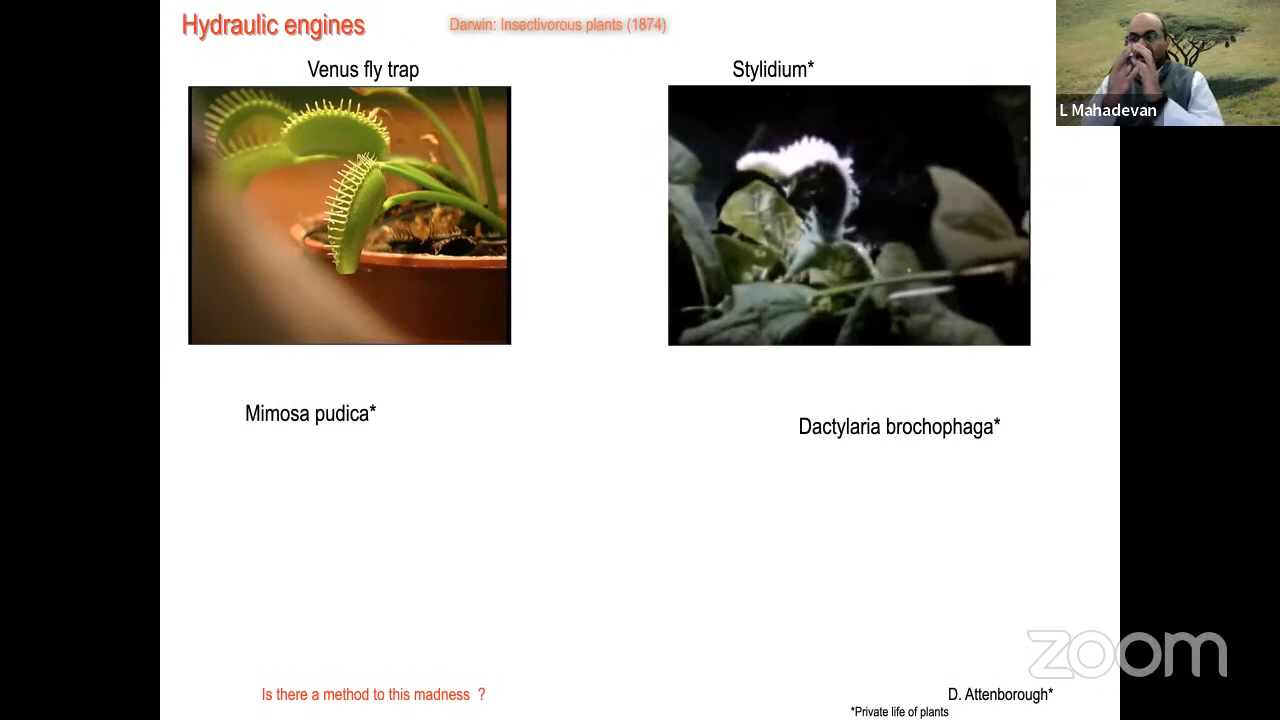 Hydraulic engines
Darwin: Insectivorous plants (1874)
L Mahadevan
Venus fly trap
Stylidium*
Mimosa pudica*
Dactylaria brochophaga*
zoom
Is there a method to this madness ?
D. Attenborough*
*Private life of plants